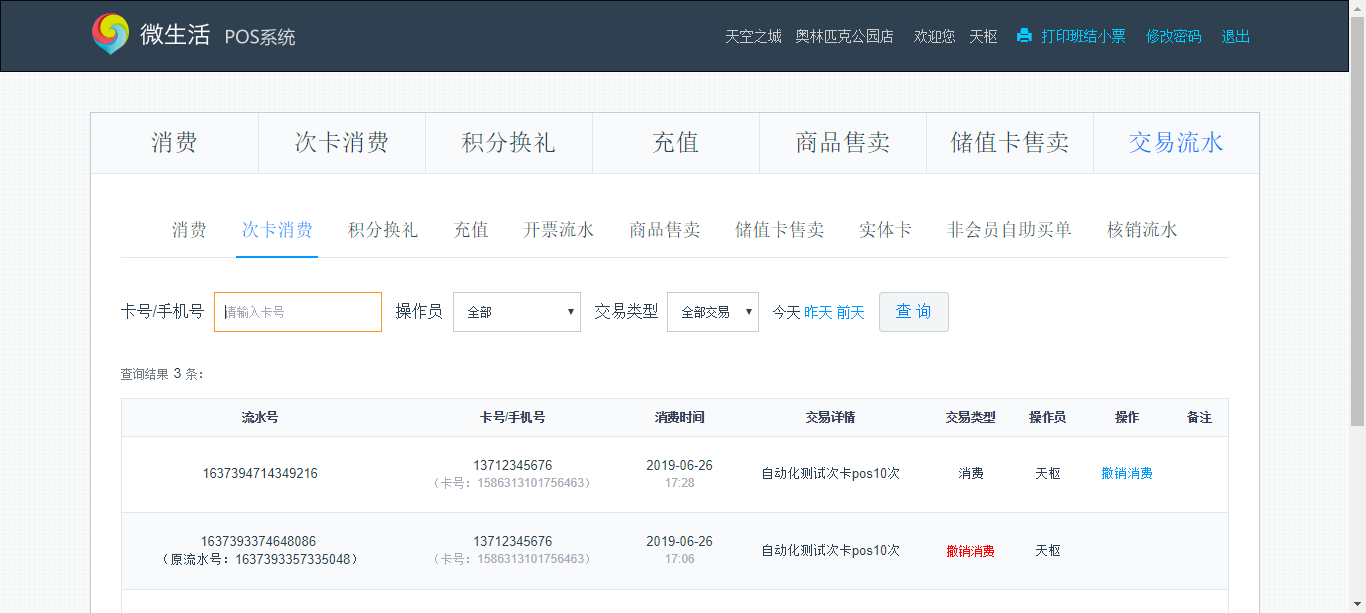 微生活 POS系统
天空之城 奥林匹克公园店 欢迎您 天枢 打印班结小票 修改密码 退出
消费 次卡消费 积分换礼 充值 商品售卖 储值卡售卖 交易流水
消费 次卡消费 积分换礼 充值 开票流水 商品售卖 储值卡售卖 实体卡 非会员自助买单 核销流水
卡号/手机号 请输入卡号 操作员 全部 交易类型 全部交易 今天 昨天 前天 查 询
查询结果 3 条：
流水号 卡号/手机号 消费时间 交易详情 交易类型 操作员 操作 备注
1637394714349216 13712345676 2019-06-26 自动化测试次卡pos10次 消费 天枢 撤销消费
（卡号：1586313101756463） 17:28
1637393374648086 13712345676 2019-06-26 自动化测试次卡pos10次 撤销消费 天枢
（原流水号：1637393357335048） （卡号：1586313101756463） 17:06